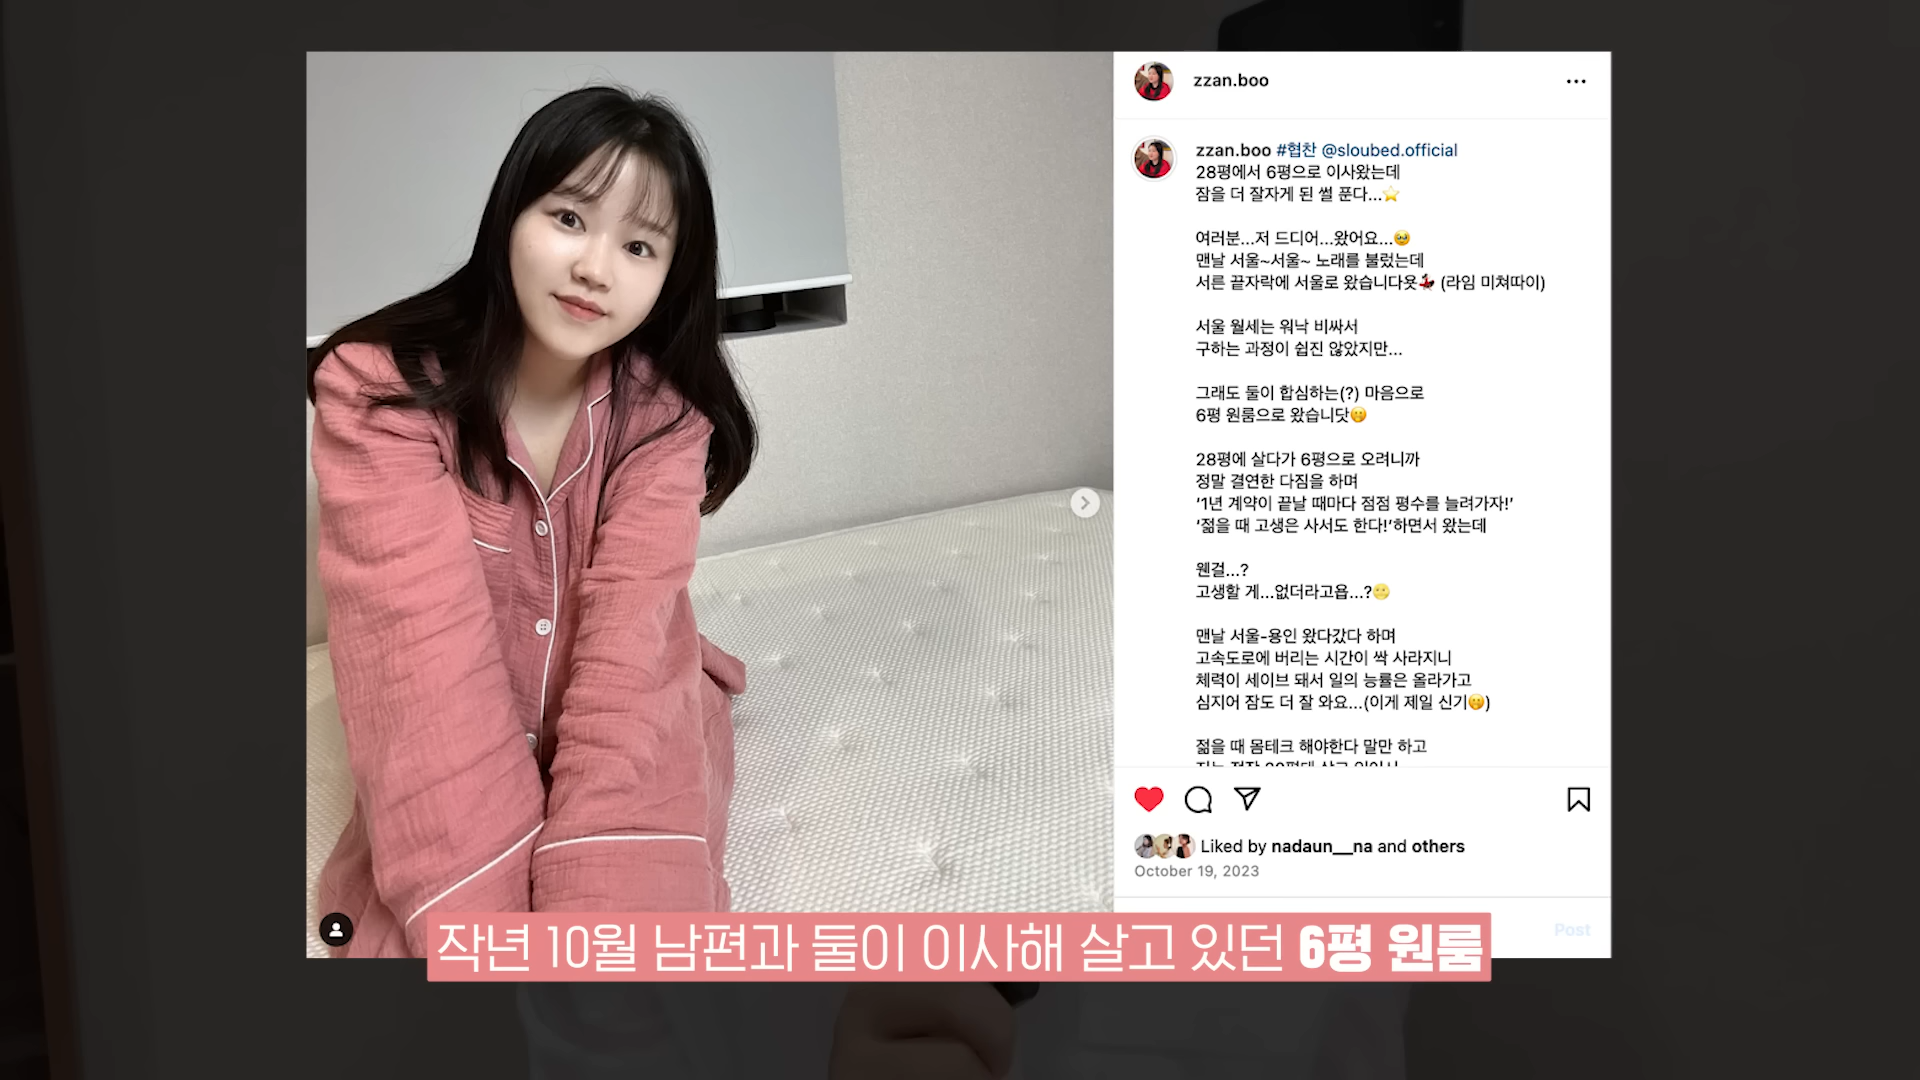 zzan.boo
zzan.boo #협찬 @sloubed.official
28평에서 6평으로 이사왔는데
잠을 더 잘자게 된 썰 푼다...⭐
여러분...저 드디어...왔어요...🥹
맨날 서울~서울~ 노래를 불렀는데
서른 끝자락에 서울로 왔습니다욧💃 (라임 미쳐따이)
서울 월세는 워낙 비싸서
구하는 과정이 쉽진 않았지만...
그래도 둘이 합심하는(?) 마음으로
6평 원룸으로 왔습니닷🤭
28평에 살다가 6평으로 오려니까
정말 결연한 다짐을 하며
‘1년 계약이 끝날 때마다 점점 평수를 늘려가자!’
‘젊을 때 고생은 사서도 한다!’하면서 왔는데
웬걸...?
고생할 게...없더라고욥...?🫢
맨날 서울-용인 왔다갔다 하며
고속도로에 버리는 시간이 싹 사라지니
체력이 세이브 돼서 일의 능률은 올라가고
심지어 잠도 더 잘 와요...(이게 제일 신기🤭)
젊을 때 몸테크 해야한다 말만 하고
Liked by nadaun__na and others
October 19, 2023
Post
작년 10월 남편과 둘이 이사해 살고 있던 6평 원룸